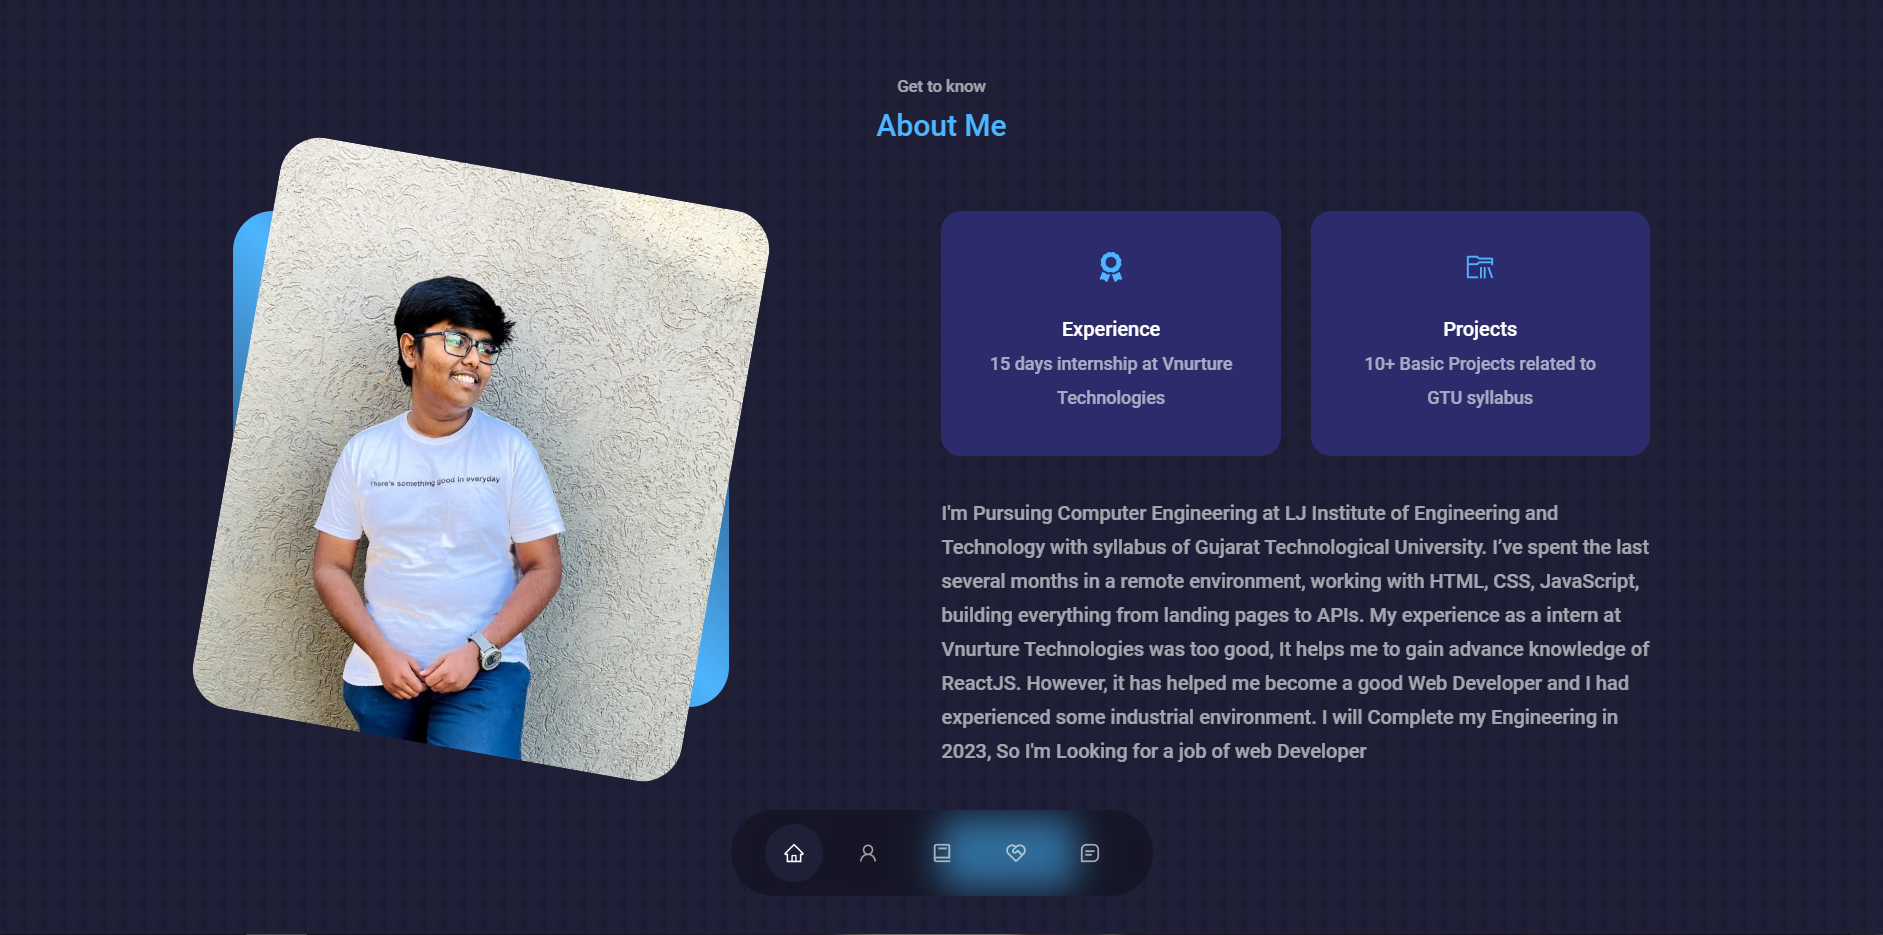 Get to know
About Me
There's something good in everyday
Experience
15 days internship at Vnurture
Technologies
Projects
10+ Basic Projects related to
GTU syllabus
I'm Pursuing Computer Engineering at LJ Institute of Engineering and
Technology with syllabus of Gujarat Technological University. I’ve spent the last
several months in a remote environment, working with HTML, CSS, JavaScript,
building everything from landing pages to APIs. My experience as a intern at
Vnurture Technologies was too good, It helps me to gain advance knowledge of
ReactJS. However, it has helped me become a good Web Developer and I had
experienced some industrial environment. I will Complete my Engineering in
2023, So I'm Looking for a job of web Developer